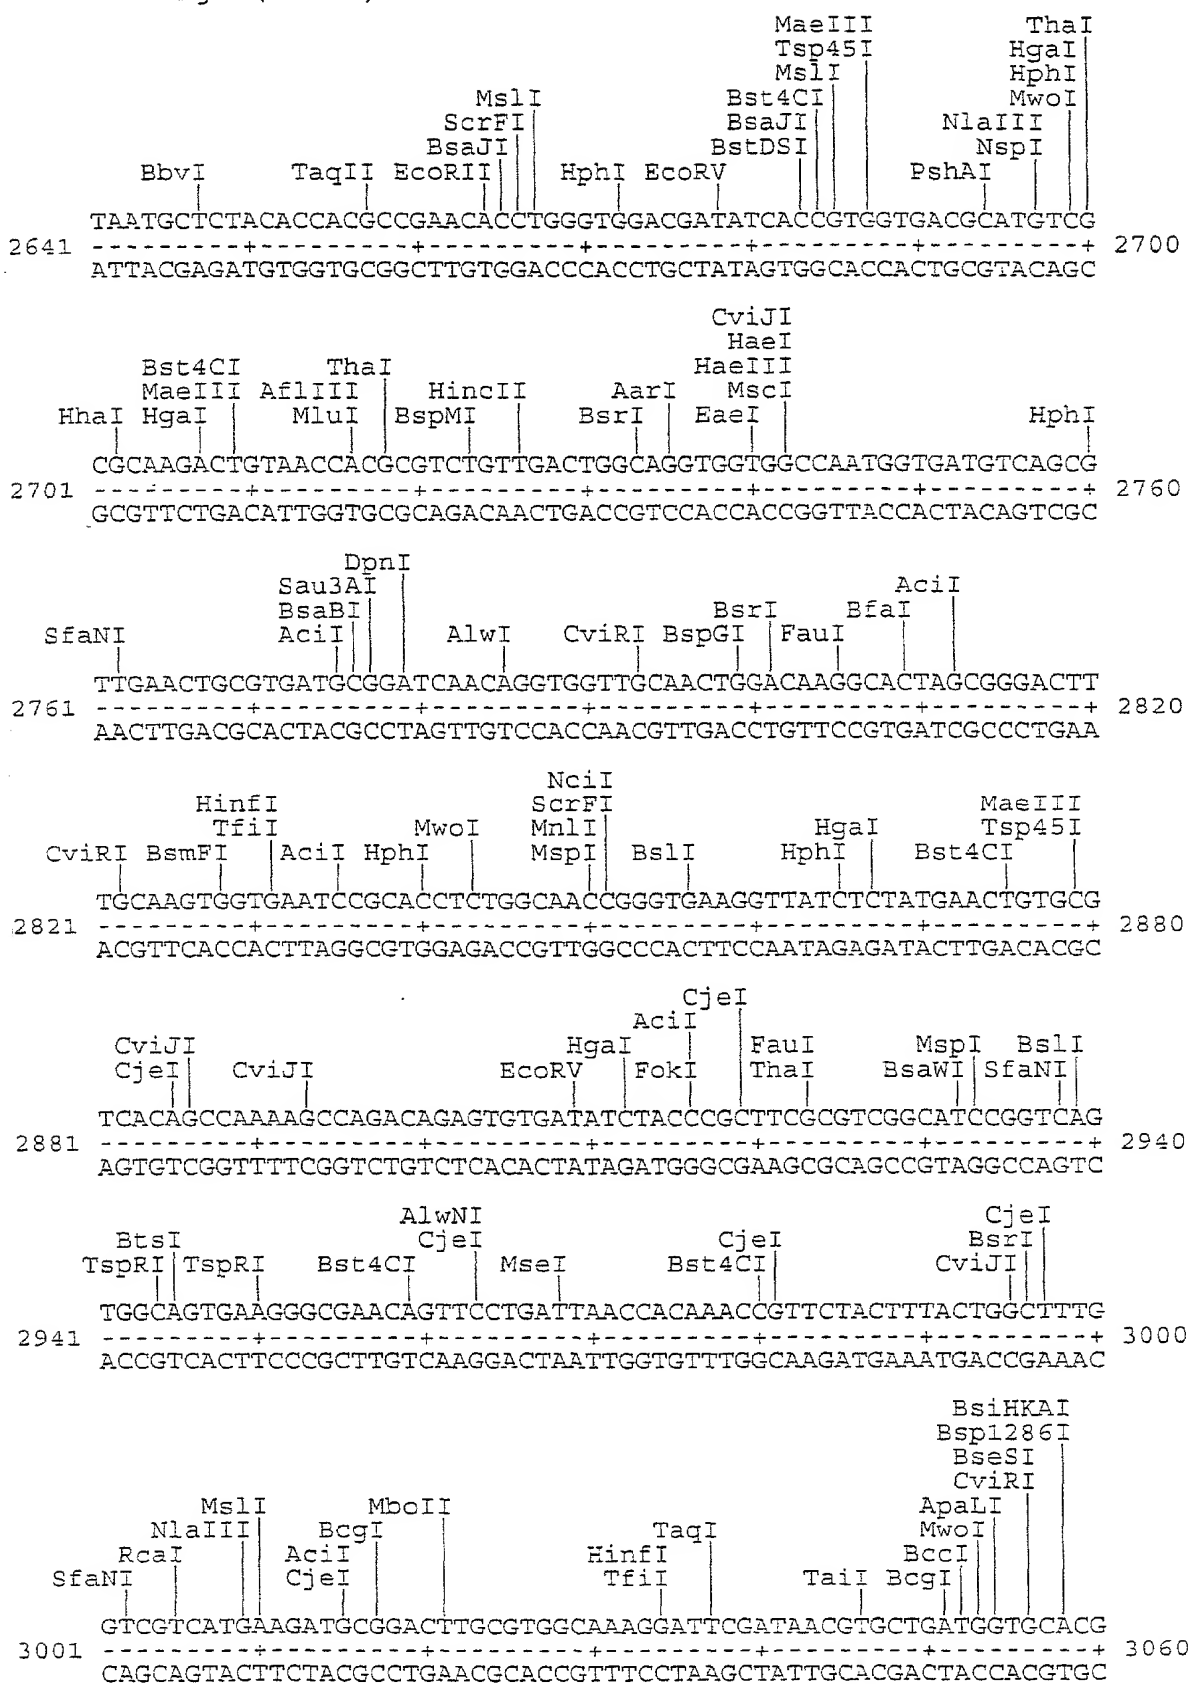 MaeIII ThaI
Tsp45I HgaI
MslI HphI
MslI Bst4CI MwoI
ScrFI BsaJI NlaIII
BsaJI BstDSI NspI
BbvI TaqII EcoRII HphI EcoRV PshAI
TAATGCTCTACACCACGCCGAACACCTGGGTGGACGATATCACCGTGGTGACGCATGTCG
2641 ---------+---------+---------+---------+---------+---------+ 2700
ATTACGAGATGTGGTGCGGCTTGTGGACCCACCTGCTATAGTGGCACCACTGCGTACAGC
CviJI
HaeI
Bst4CI ThaI HaeIII
MaeIII AflIII HincII AarI MscI
HhaI HgaI MluI BspMI BsrI EaeI HphI
CGCAAGACTGTAACCACGCGTCTGTTGACTGGCAGGTGGTGGCCAATGGTGATGTCAGCG
2701 ---------+---------+---------+---------+---------+---------+ 2760
GCGTTCTGACATTGGTGCGCAGACAACTGACCGTCCACCACCGGTTACCACTACAGTCGC
DpnI
Sau3AI AciI
BsaBI BsrI BfaI
SfaNI AciI AlwI CviRI BspGI FauI
TTGAACTGCGTGATGCGGATCAACAGGTGGTTGCAACTGGACAAGGCACTAGCGGGACTT
2761 ---------+---------+---------+---------+---------+---------+ 2820
AACTTGACGCACTACGCCTAGTTGTCCACCAACGTTGACCTGTTCCGTGATCGCCCTGAA
NciI
HinfI ScrFI MaeIII
TfiI MwoI MnlI HgaI Tsp45I
CviRI BsmFI AciI HphI MspI BslI HphI Bst4CI
TGCAAGTGGTGAATCCGCACCTCTGGCAACCGGGTGAAGGTTATCTCTATGAACTGTGCG
2821 ---------+---------+---------+---------+---------+---------+ 2880
ACGTTCACCACTTAGGCGTGGAGACCGTTGGCCCACTTCCAATAGAGATACTTGACACGC
CjeI
AciI
CviJI HgaI FauI MspI BslI
CjeI CviJI EcoRV FokI ThaI BsaWI SfaNI
TCACAGCCAAAAGCCAGACAGAGTGTGATATCTACCCGCTTCGCGTCGGCATCCGGTCAG
2881 ---------+---------+---------+---------+---------+---------+ 2940
AGTGTCGGTTTTCGGTCTGTCTCACACTATAGATGGGCGAAGCGCAGCCGTAGGCCAGTC
AlwNI CjeI
BtsI CjeI CjeI BsrI
TspRI TspRI Bst4CI MseI Bst4CI CviJI
TGGCAGTGAAGGGCGAACAGTTCCTGATTAACCACAAACCGTTCTACTTTACTGGCTTTG
2941 ---------+---------+---------+---------+---------+---------+ 3000
ACCGTCACTTCCCGCTTGTCAAGGACTAATTGGTGTTTGGCAAGATGAAATGACCGAAAC
BsiHKAI
Bsp1286I
BseSI
CviRI
MslI MboII ApaLI
NlaIII BcgI TaqI MwoI
RcaI AciI HinfI BccI
SfaNI CjeI TfiI TaiI BcgI
GTCGTCATGAAGATGCGGACTTGCGTGGCAAAGGATTCGATAACGTGCTGATGGTGCACG
3001 ---------+---------+---------+---------+---------+---------+ 3060
CAGCAGTACTTCTACGCCTGAACGCACCGTTTCCTAAGCTATTGCACGACTACCACGTGC